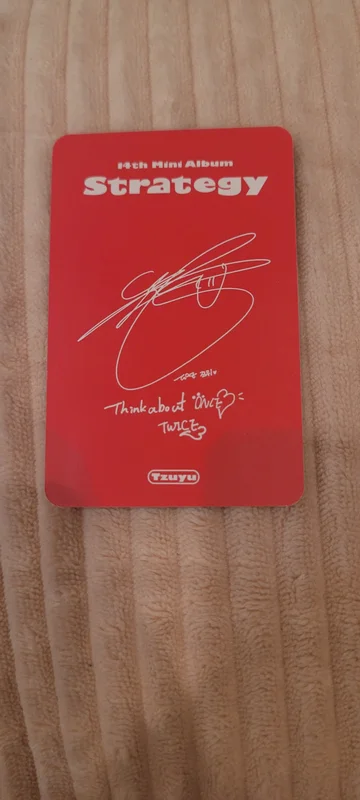 14th Mini Album
Strategy
Think about ONCE
TWICE
Tzuyu